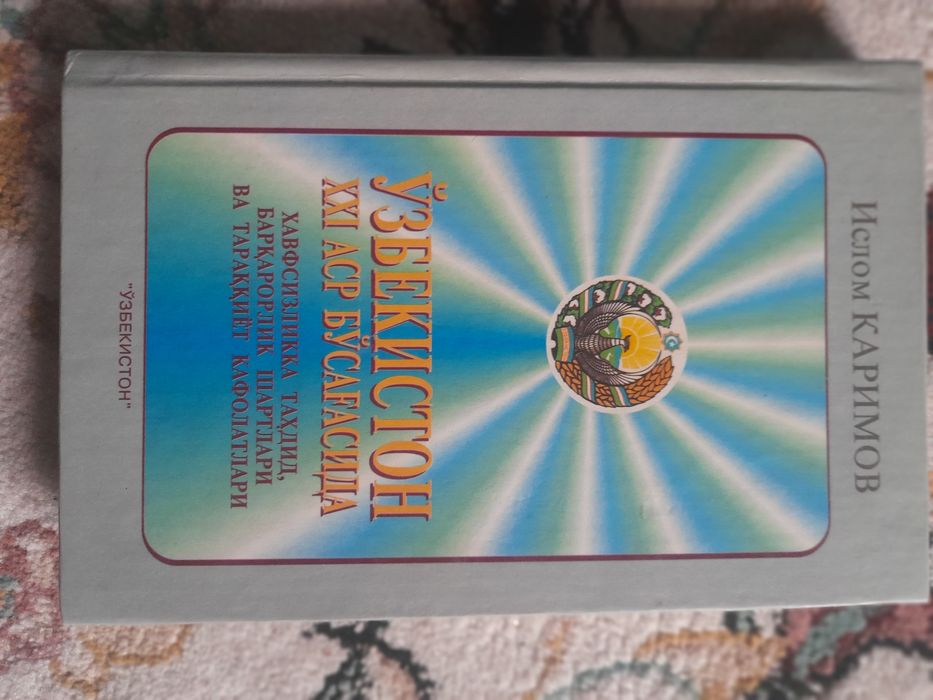 Ислом КАРИМОВ
ЎЗБЕКИСТОН
XXI АСР БЎСАҒАСИДА
ХАВФСИЗЛИККА ТАҲДИД,
БАРҚАРОРЛИК ШАРТЛАРИ
ВА ТАРАҚҚИЁТ КАФОЛАТЛАРИ
"ЎЗБЕКИСТОН"